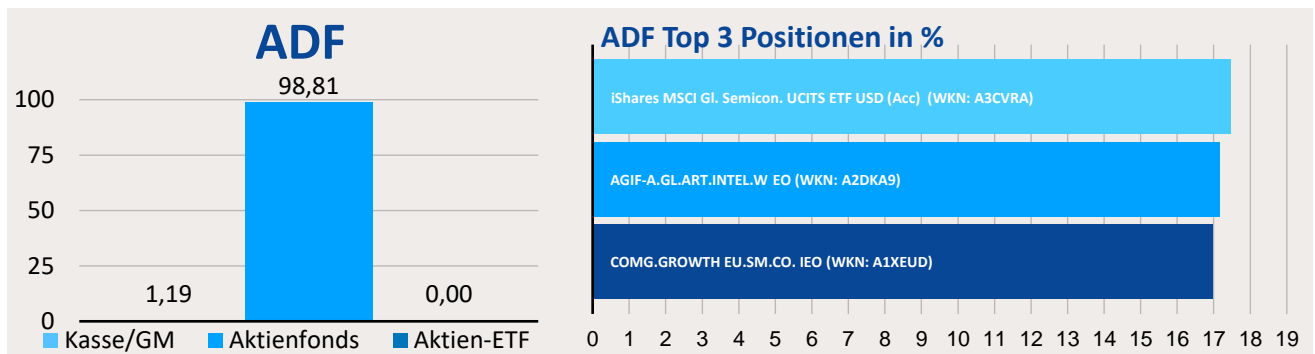 ADF
98,81
100
75
50
25
0
1,19
0,00
Kasse/GM Aktienfonds Aktien-ETF
ADF Top 3 Positionen in %
iShares MSCI Gl. Semicon. UCITS ETF USD (Acc) (WKN: A3CVRA)
AGIF-A.GL.ART.INTEL.W EO (WKN: A2DKA9)
COMG.GROWTH EU.SM.CO. IEO (WKN: A1XEUD)
0 1 2 3 4 5 6 7 8 9 10 11 12 13 14 15 16 17 18 19